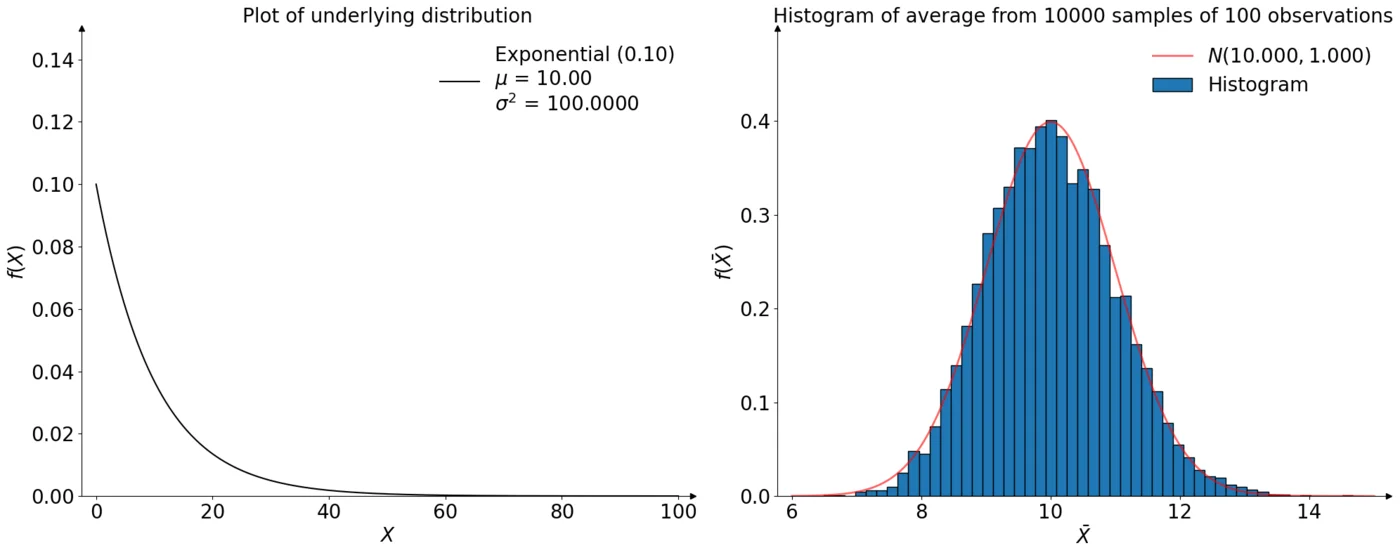 Plot of underlying distribution
Exponential (0.10)
μ = 10.00
σ² = 100.0000
0.14
0.12
0.10
0.08
0.06
0.04
0.02
0.00
f(X)
0 20 40 60 80 100
X
Histogram of average from 10000 samples of 100 observations
N(10.000, 1.000)
Histogram
0.4
0.3
0.2
0.1
0.0
f(X̄)
6 8 10 12 14
X̄